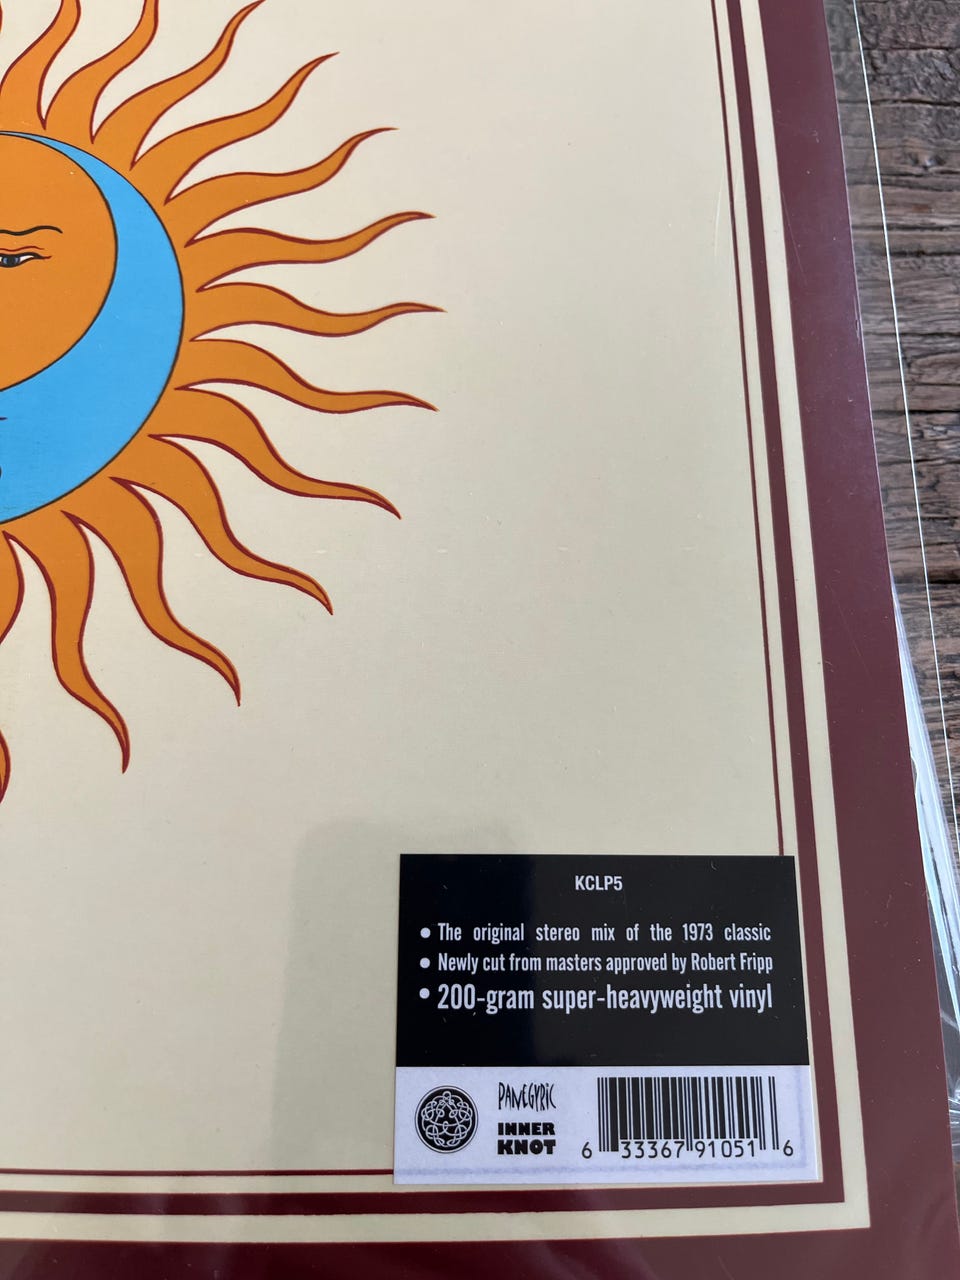 KCLP5
• The original stereo mix of the 1973 classic
• Newly cut from masters approved by Robert Fripp
• 200-gram super-heavyweight vinyl
PANEGYRIC
INNER
KNOT
6 33367 91051 6